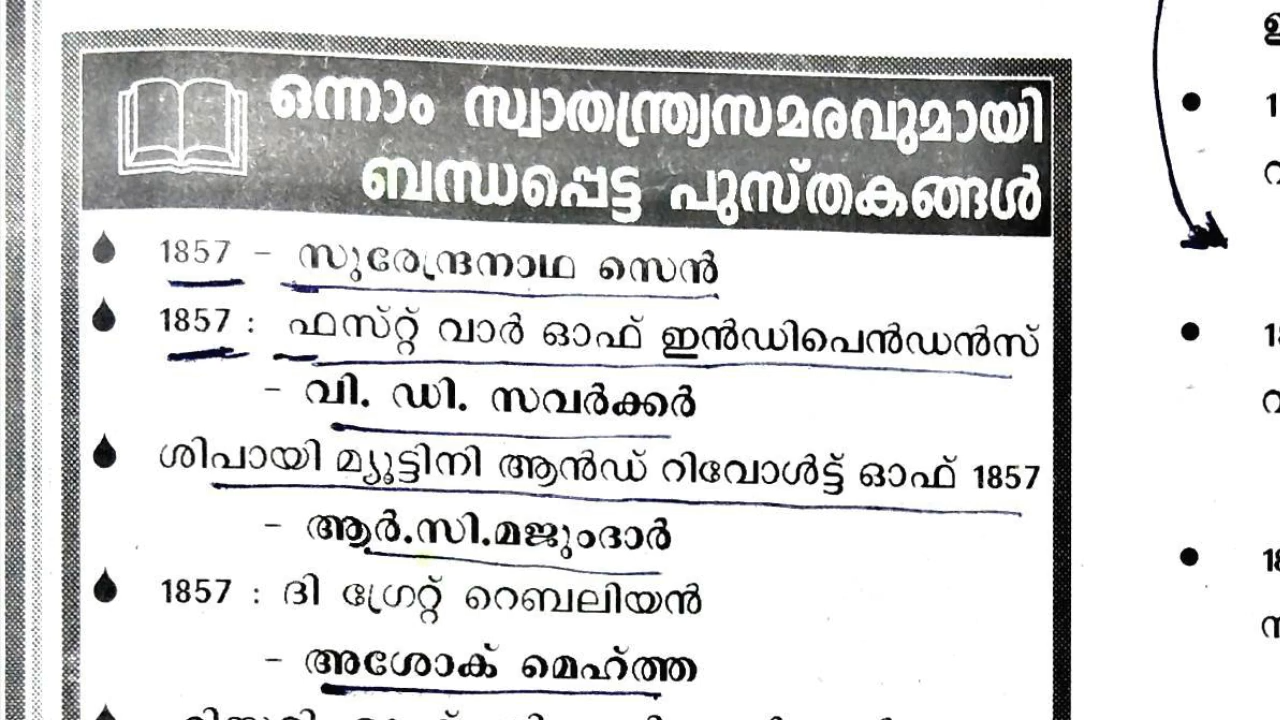 ഒന്നാം സ്വാതന്ത്ര്യസമരവുമായി
ബന്ധപ്പെട്ട പുസ്തകങ്ങൾ
1857 - സുരേന്ദ്രനാഥ സെൻ
1857 : ഫസ്റ്റ് വാർ ഓഫ് ഇൻഡിപെൻഡൻസ്
- വി. ഡി. സവർക്കർ
ശിപായി മ്യൂട്ടിനി ആൻഡ് റിവോൾട്ട് ഓഫ് 1857
- ആർ.സി.മജുംദാർ
1857 : ദി ഗ്രേറ്റ് റെബലിയൻ
- അശോക് മെഹ്ത്ത